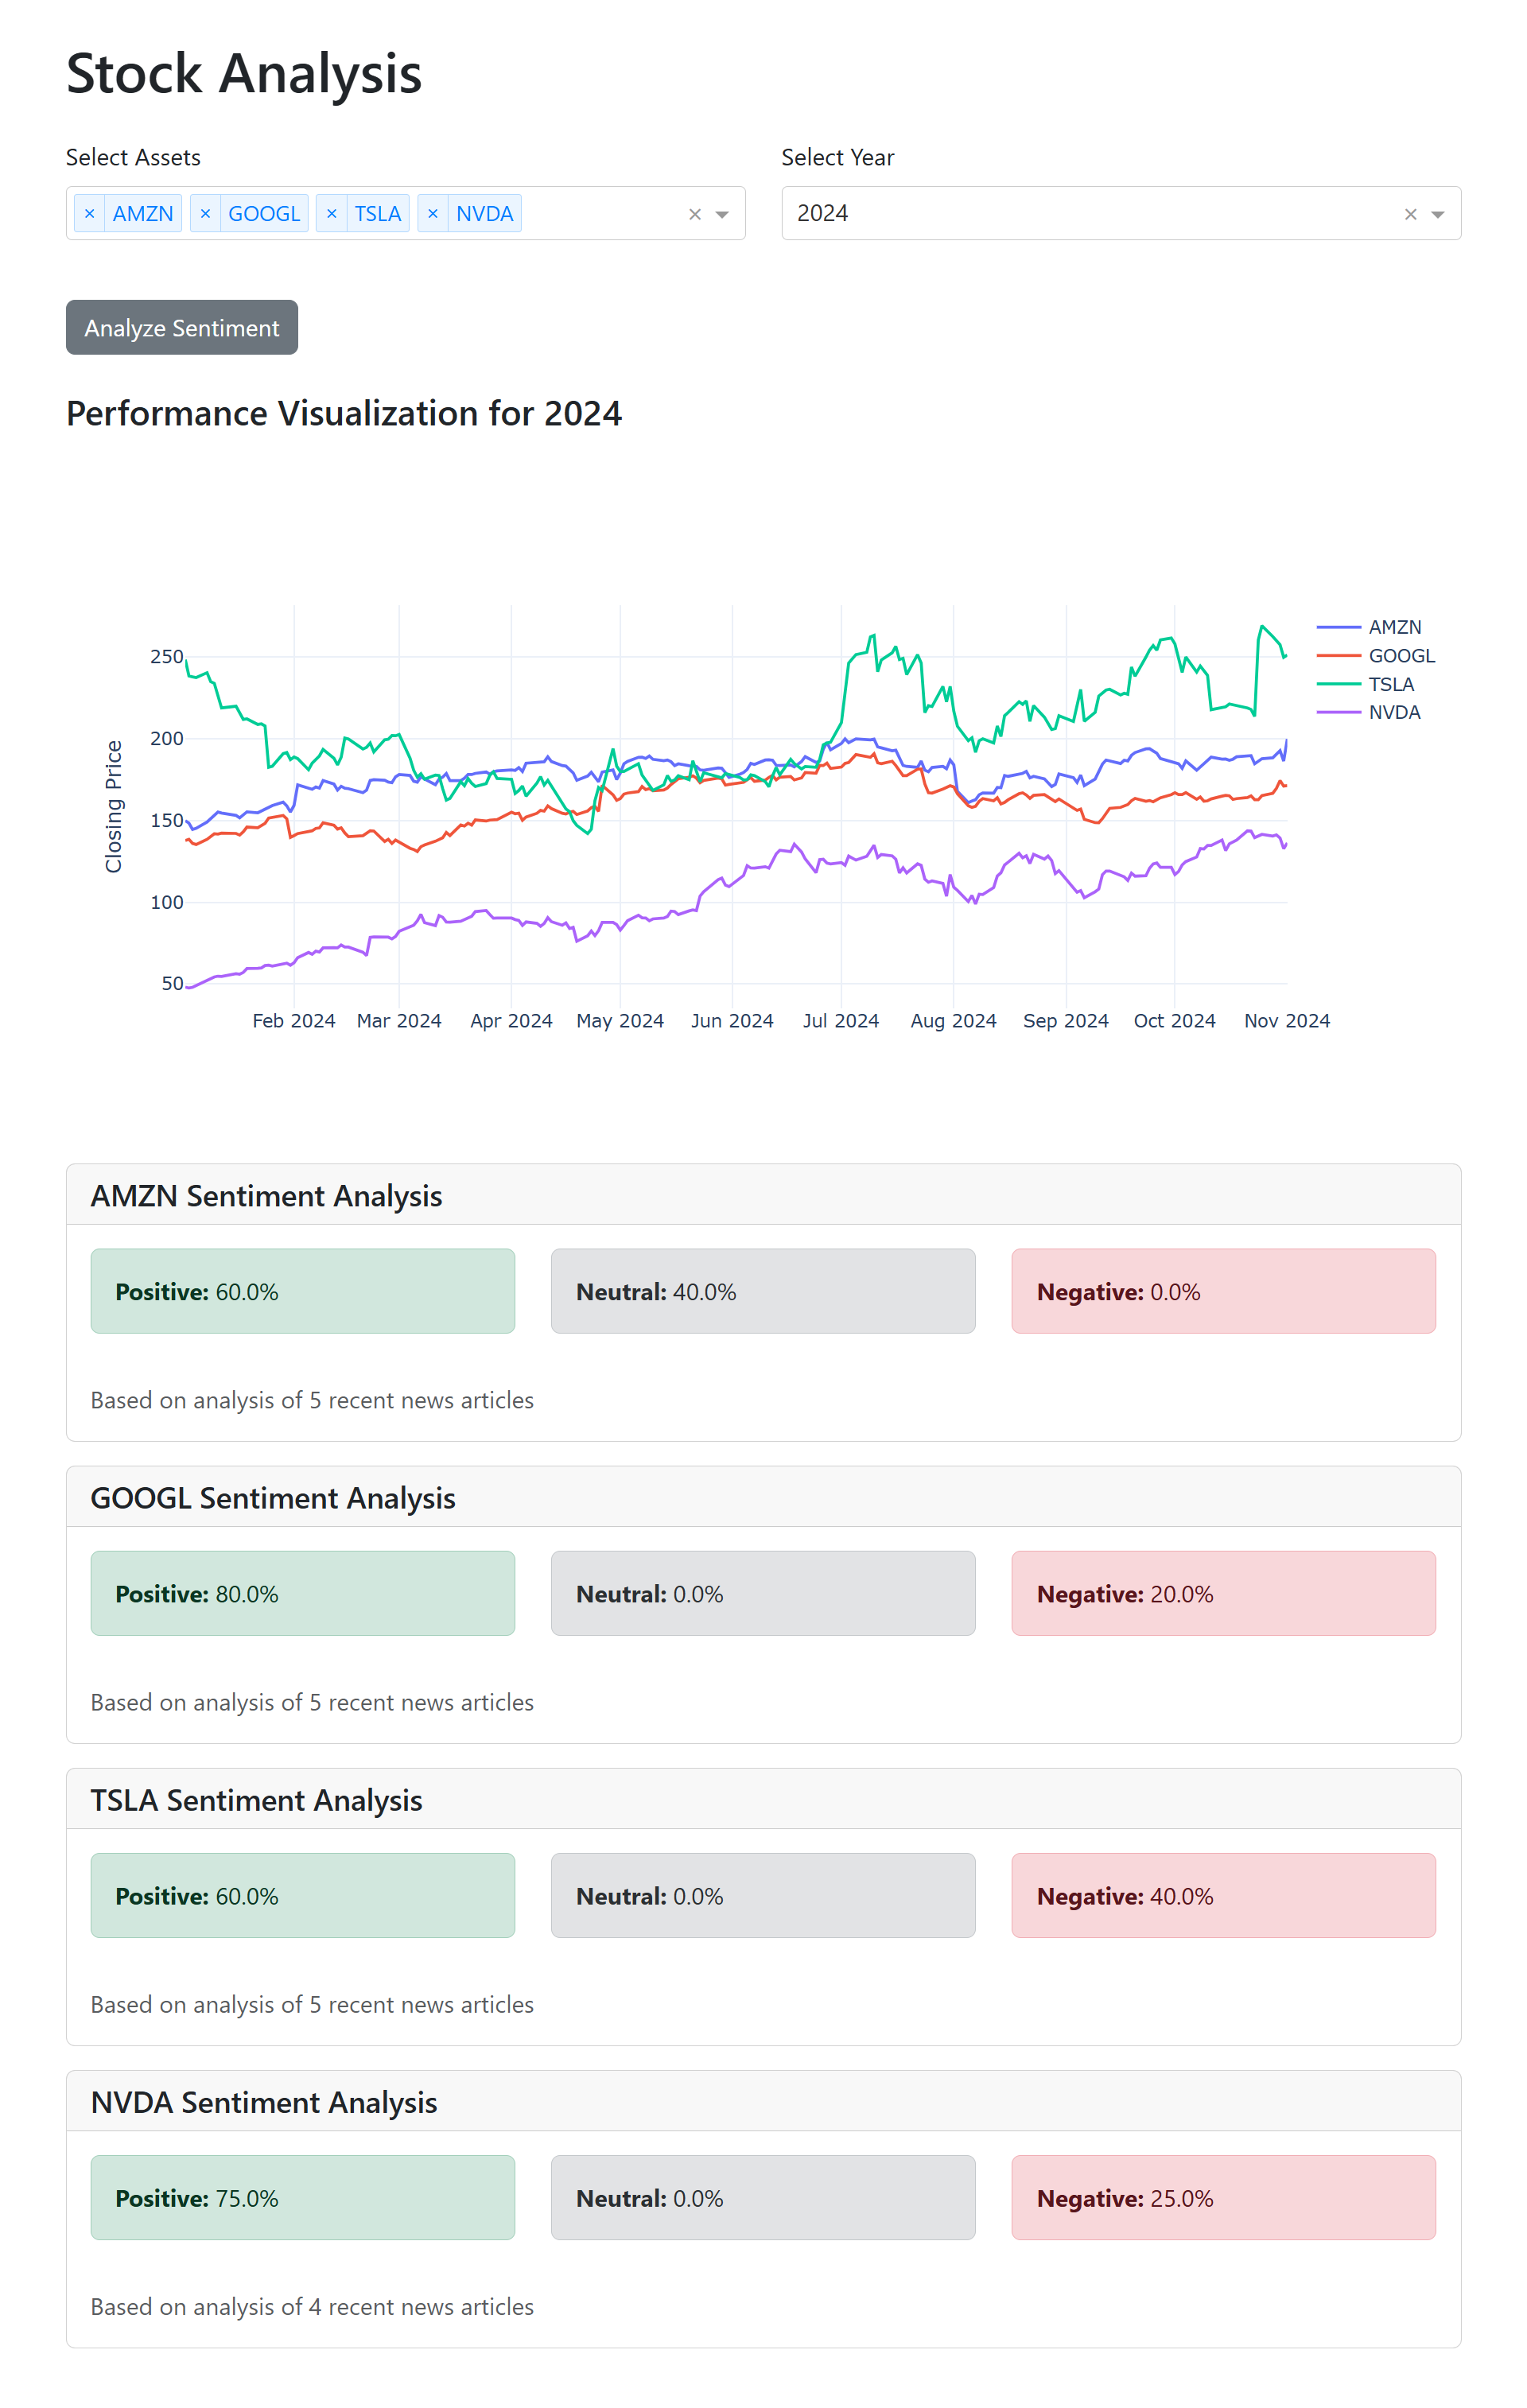 Stock Analysis
Select Assets
Select Year
× AMZN × GOOGL × TSLA × NVDA ×
2024 ×
Analyze Sentiment
Performance Visualization for 2024
Closing Price
250
200
150
100
50
Feb 2024 Mar 2024 Apr 2024 May 2024 Jun 2024 Jul 2024 Aug 2024 Sep 2024 Oct 2024 Nov 2024
AMZN
GOOGL
TSLA
NVDA
AMZN Sentiment Analysis
Positive: 60.0%
Neutral: 40.0%
Negative: 0.0%
Based on analysis of 5 recent news articles
GOOGL Sentiment Analysis
Positive: 80.0%
Neutral: 0.0%
Negative: 20.0%
Based on analysis of 5 recent news articles
TSLA Sentiment Analysis
Positive: 60.0%
Neutral: 0.0%
Negative: 40.0%
Based on analysis of 5 recent news articles
NVDA Sentiment Analysis
Positive: 75.0%
Neutral: 0.0%
Negative: 25.0%
Based on analysis of 4 recent news articles